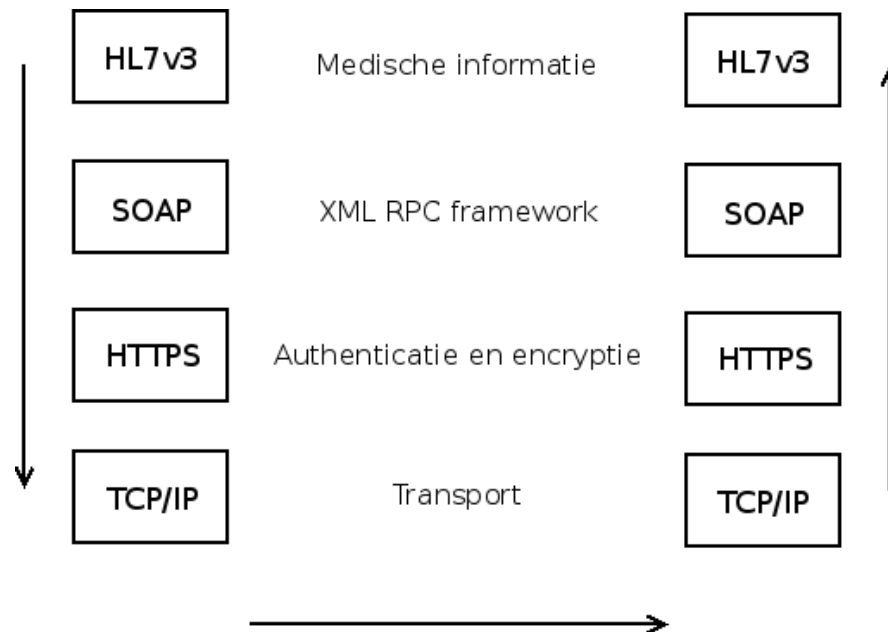 HL7v3 Medische informatie HL7v3
SOAP XML RPC framework SOAP
HTTPS Authenticatie en encryptie HTTPS
TCP/IP Transport TCP/IP